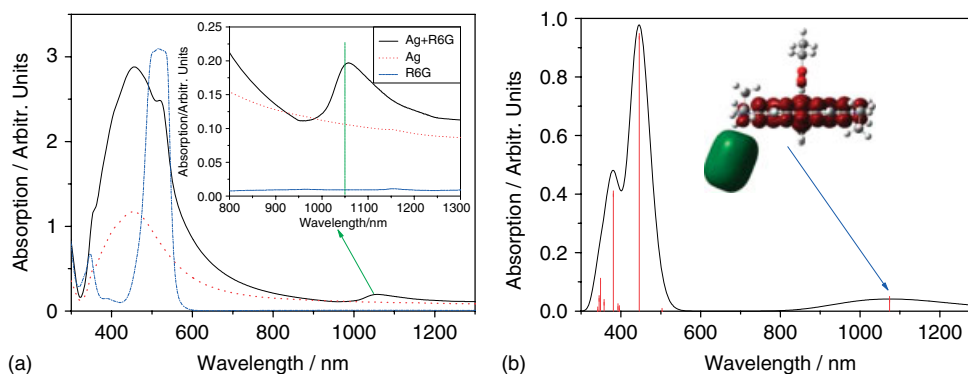 (a)
Absorption / Arbitr. Units
3
2
1
0
400
600
800
1000
1200
Wavelength / nm
Absorption/Arbitr. Units
0.25
0.20
0.15
0.10
0.05
0.00
800
900
1000
1100
1200
1300
Wavelength/nm
Ag+R6G
Ag
R6G
(b)
Absorption / Arbitr. Units
1.0
0.8
0.6
0.4
0.2
0.0
400
600
800
1000
1200
Wavelength / nm